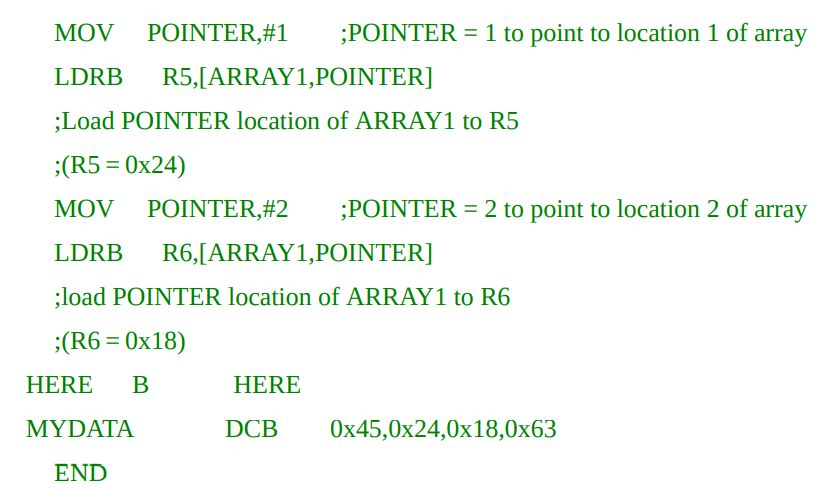 MOV POINTER,#1 ;POINTER = 1 to point to location 1 of array
LDRB R5,[ARRAY1,POINTER]
;Load POINTER location of ARRAY1 to R5
;(R5 = 0x24)
MOV POINTER,#2 ;POINTER = 2 to point to location 2 of array
LDRB R6,[ARRAY1,POINTER]
;load POINTER location of ARRAY1 to R6
;(R6 = 0x18)
HERE B HERE
MYDATA DCB 0x45,0x24,0x18,0x63
END